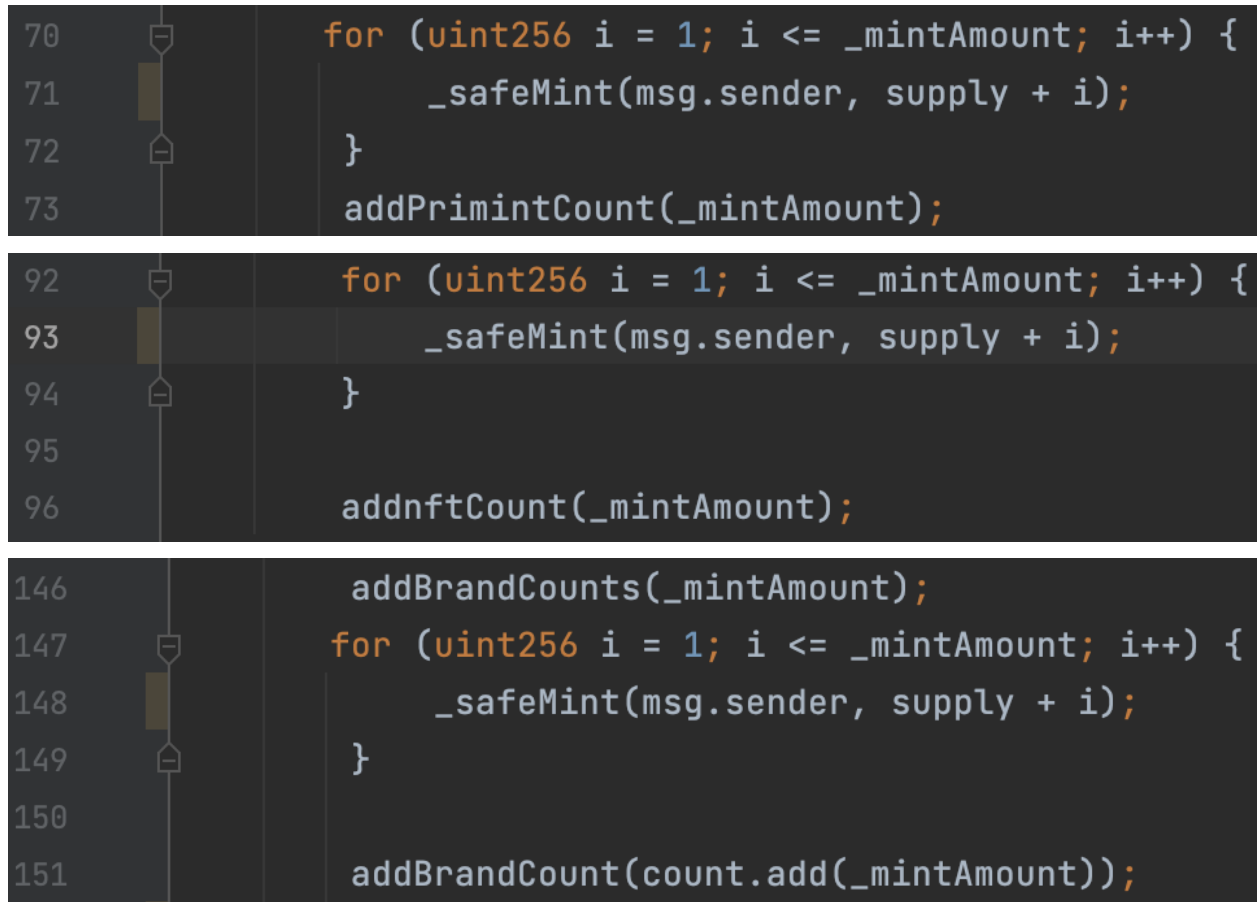 70 for (uint256 i = 1; i <= _mintAmount; i++) {
71 _safeMint(msg.sender, supply + i);
72 }
73 addPrimintCount(_mintAmount);
92 for (uint256 i = 1; i <= _mintAmount; i++) {
93 _safeMint(msg.sender, supply + i);
94 }
95
96 addnftCount(_mintAmount);
146 addBrandCounts(_mintAmount);
147 for (uint256 i = 1; i <= _mintAmount; i++) {
148 _safeMint(msg.sender, supply + i);
149 }
150
151 addBrandCount(count.add(_mintAmount));